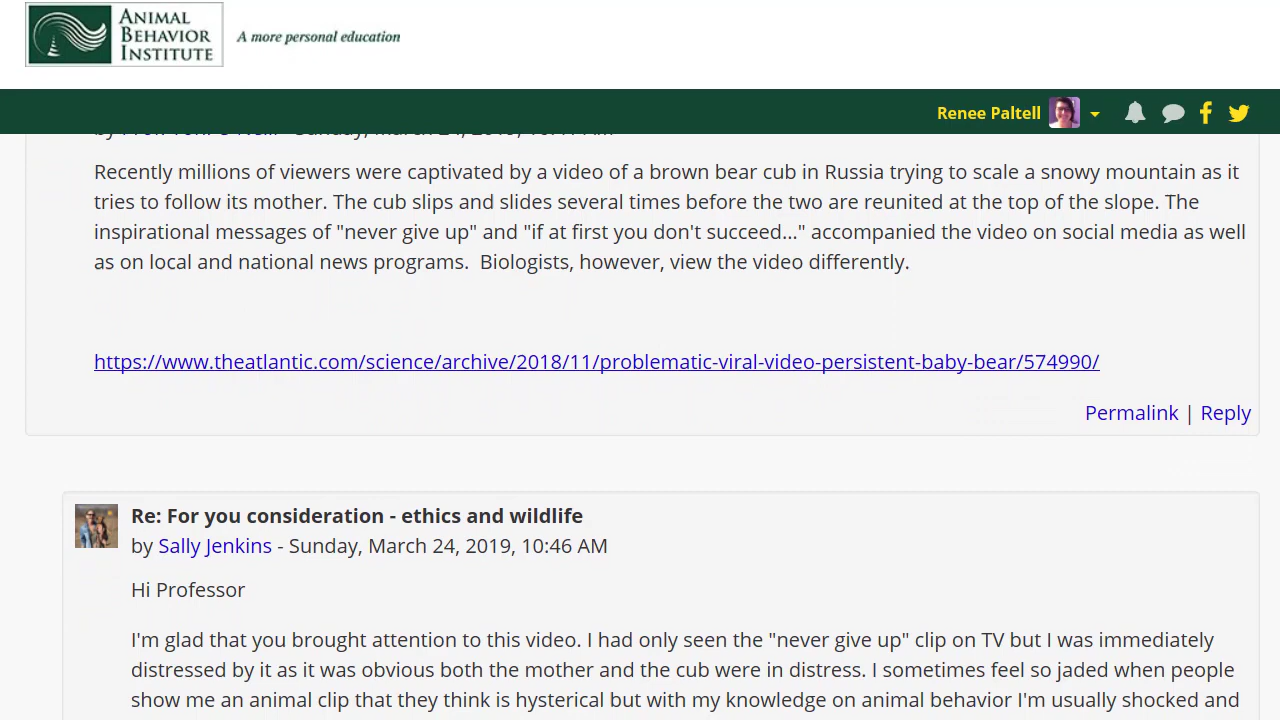 ANIMAL
BEHAVIOR
INSTITUTE
A more personal education
Renee Paltell
Recently millions of viewers were captivated by a video of a brown bear cub in Russia trying to scale a snowy mountain as it
tries to follow its mother. The cub slips and slides several times before the two are reunited at the top of the slope. The
inspirational messages of "never give up" and "if at first you don't succeed..." accompanied the video on social media as well
as on local and national news programs.  Biologists, however, view the video differently.
https://www.theatlantic.com/science/archive/2018/11/problematic-viral-video-persistent-baby-bear/574990/
Permalink | Reply
Re: For you consideration - ethics and wildlife
by Sally Jenkins - Sunday, March 24, 2019, 10:46 AM
Hi Professor
I'm glad that you brought attention to this video. I had only seen the "never give up" clip on TV but I was immediately
distressed by it as it was obvious both the mother and the cub were in distress. I sometimes feel so jaded when people
show me an animal clip that they think is hysterical but with my knowledge on animal behavior I'm usually shocked and